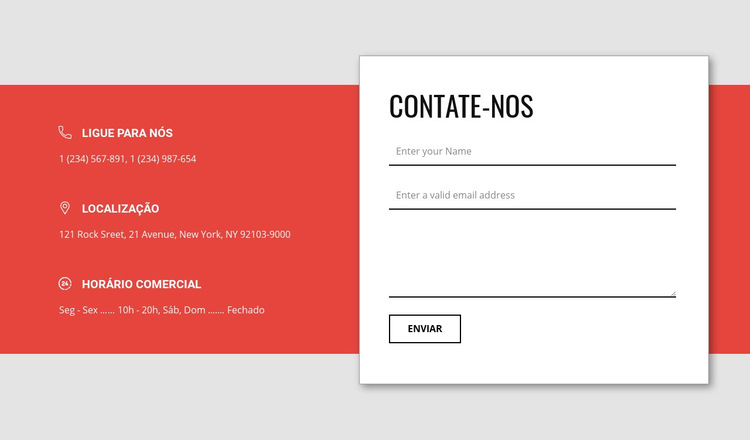 LIGUE PARA NÓS
1 (234) 567-891, 1 (234) 987-654
LOCALIZAÇÃO
121 Rock Sreet, 21 Avenue, New York, NY 92103-9000
24
HORÁRIO COMERCIAL
Seg - Sex ...... 10h - 20h, Sáb, Dom ....... Fechado
CONTATE-NOS
Enter your Name
Enter a valid email address
ENVIAR